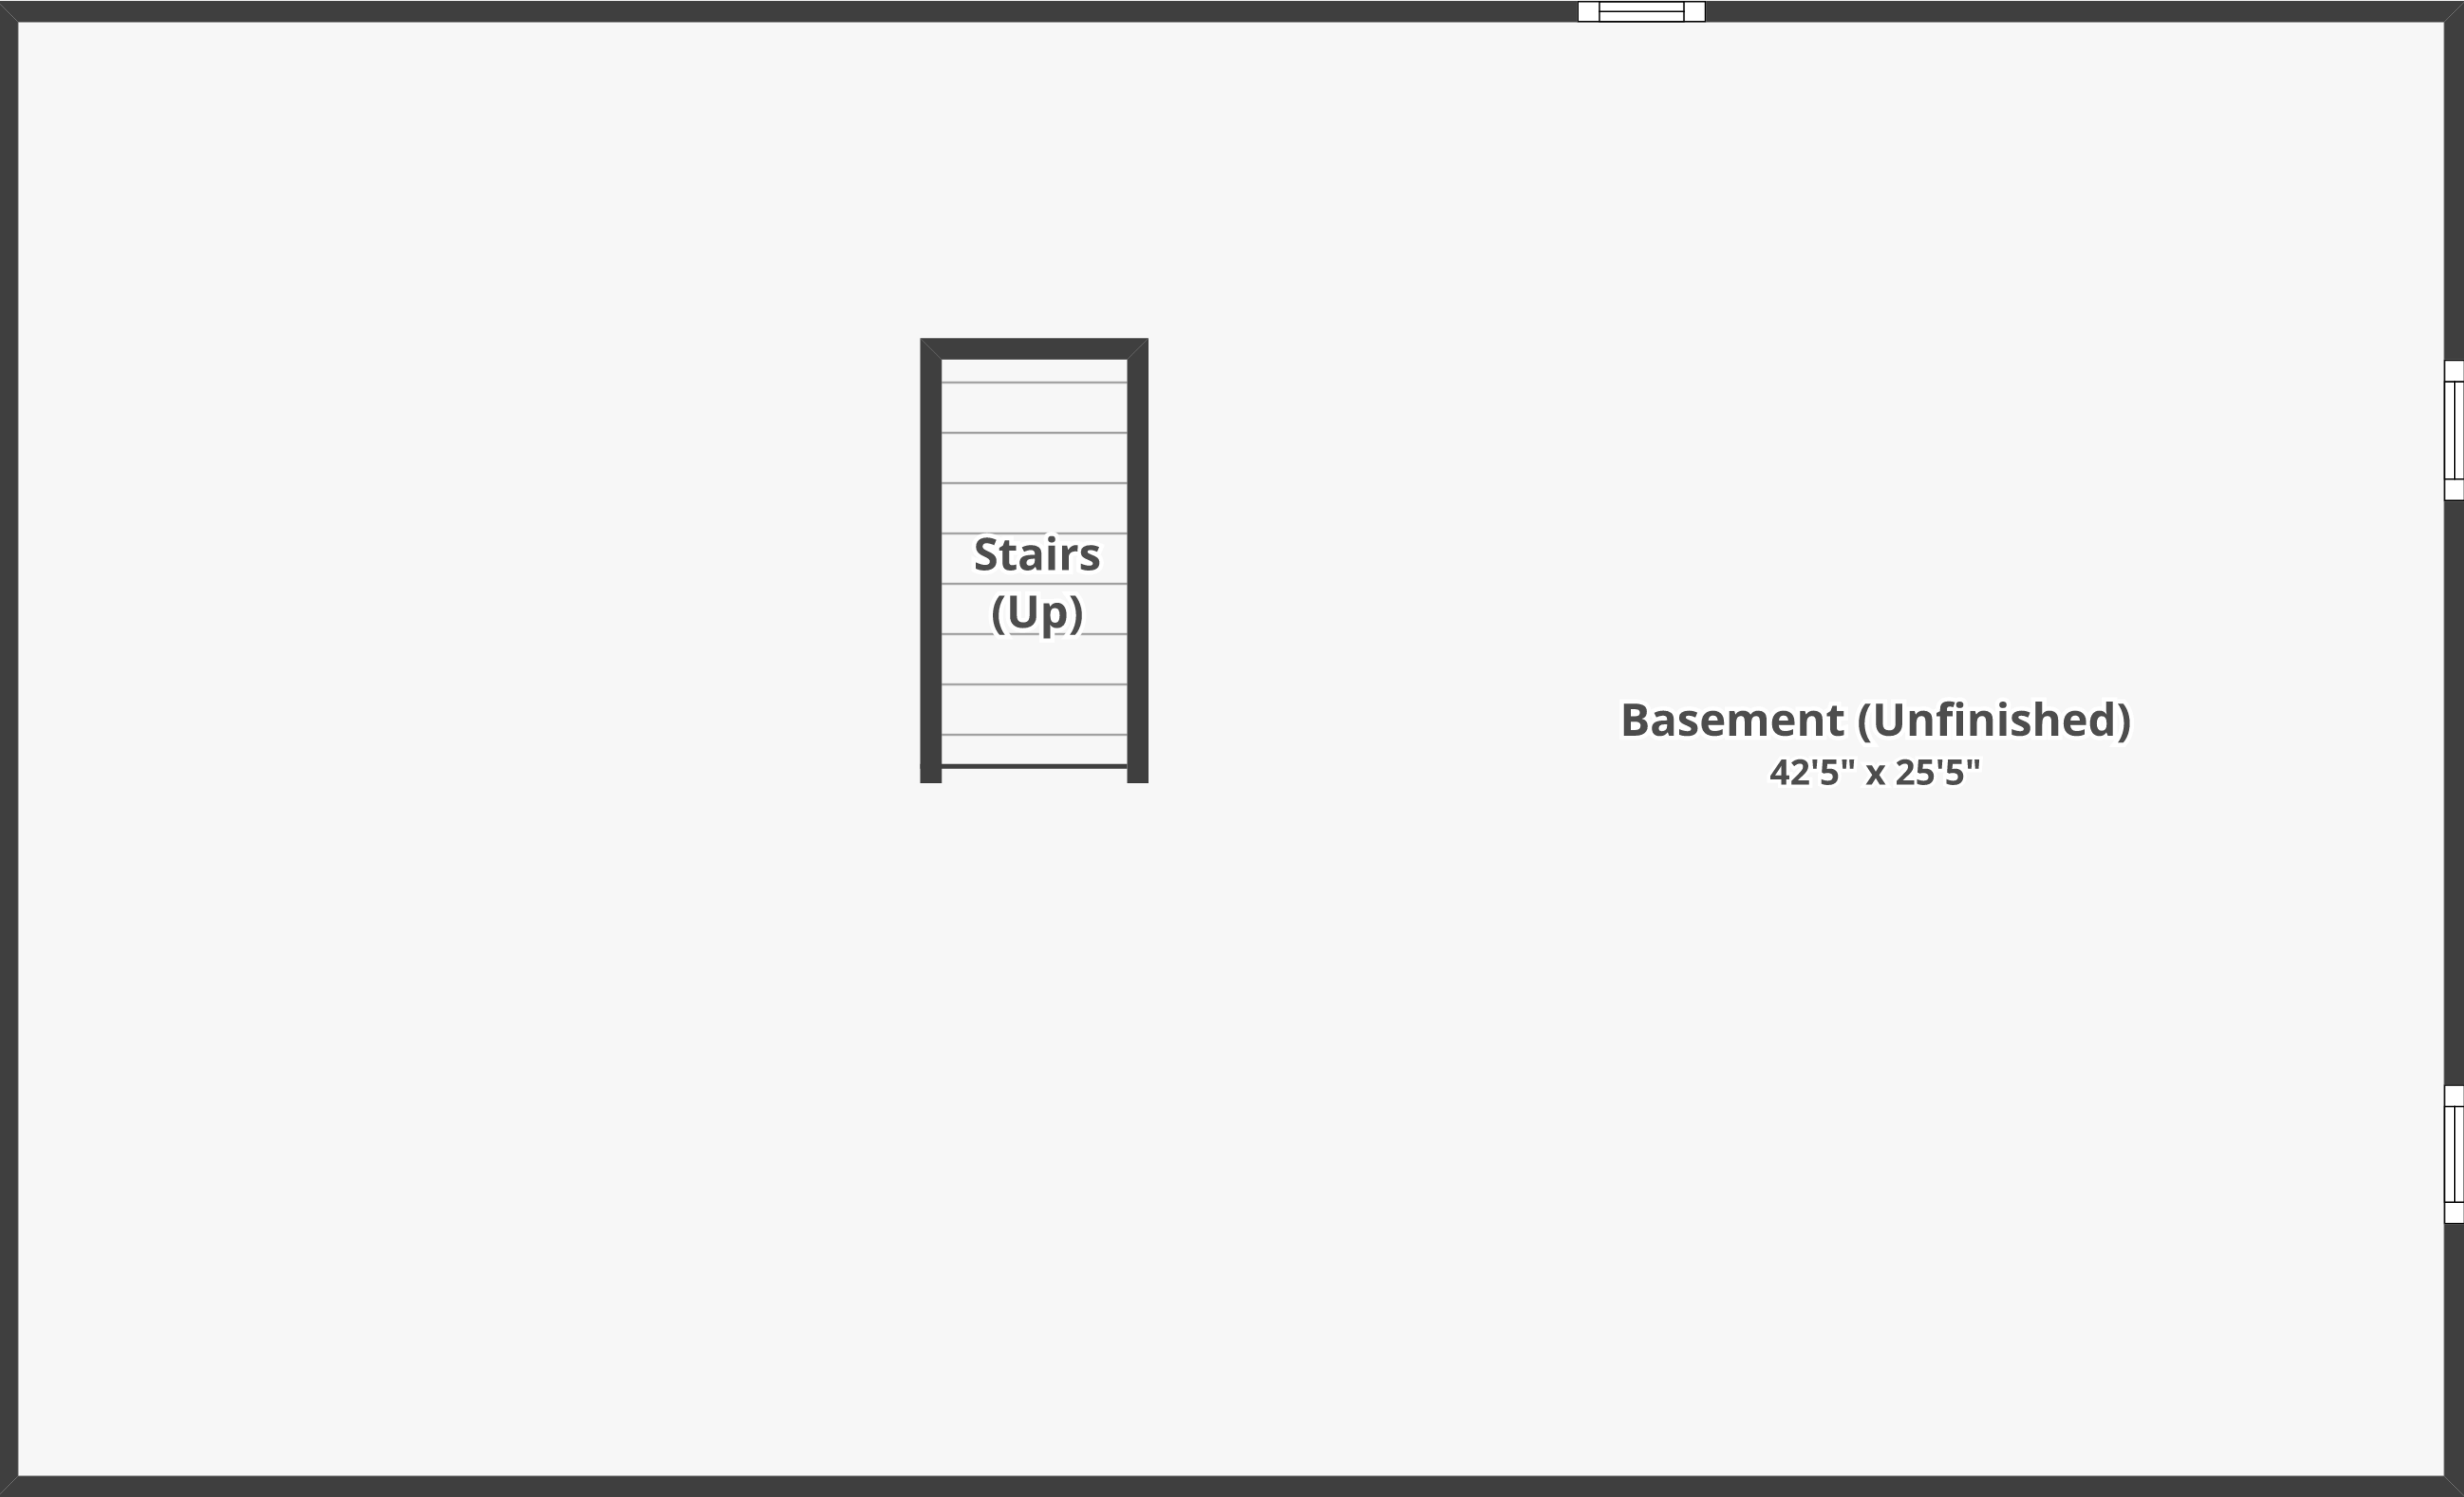 Stairs
(Up)
Basement (Unfinished)
42'5" x 25'5"